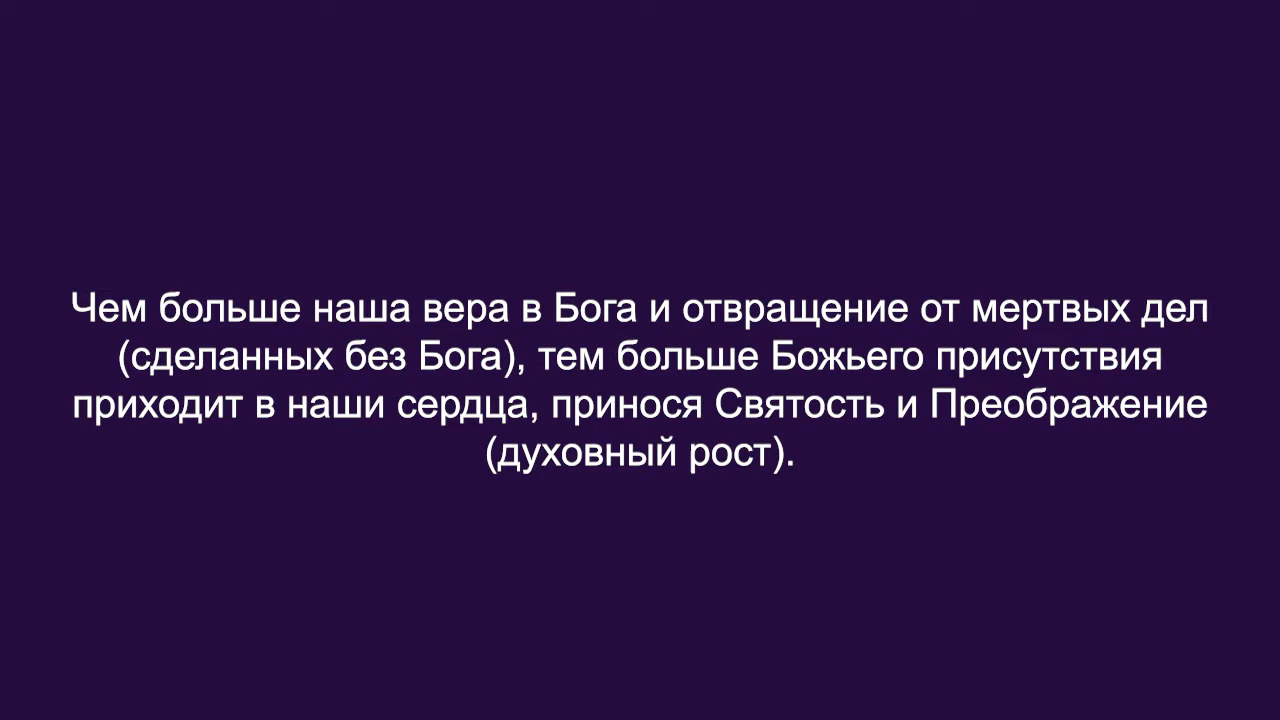 Чем больше наша вера в Бога и отвращение от мертвых дел
(сделанных без Бога), тем больше Божьего присутствия
приходит в наши сердца, принося Святость и Преображение
(духовный рост).